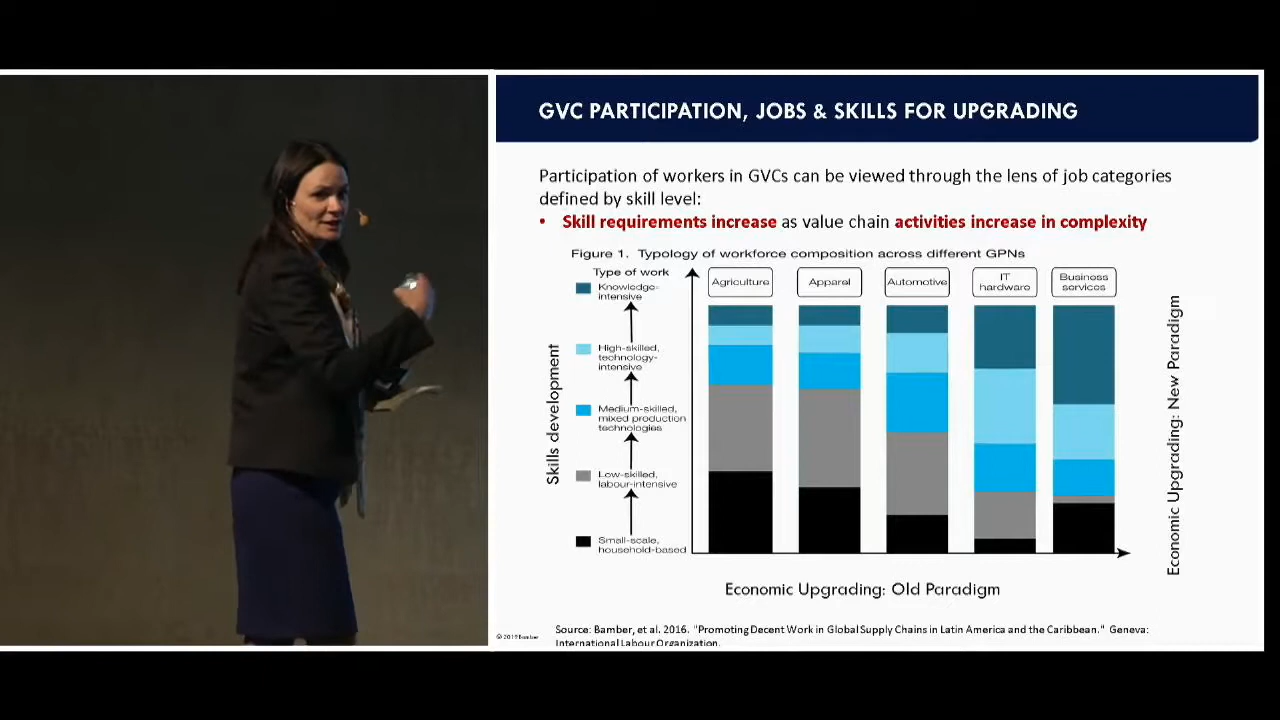 GVC PARTICIPATION, JOBS & SKILLS FOR UPGRADING
Participation of workers in GVCs can be viewed through the lens of job categories
defined by skill level:
• Skill requirements increase as value chain activities increase in complexity
Figure 1. Typology of workforce composition across different GPNs
Type of work
Knowledge-
intensive
High-skilled,
technology-
intensive
Medium-skilled,
mixed production
technologies
Low-skilled,
labour-intensive
Small-scale,
household-based
Skills development
Agriculture
Apparel
Automotive
IT
hardware
Business
services
Economic Upgrading: New Paradigm
Economic Upgrading: Old Paradigm
© 2019 Bamber
Source: Bamber, et al. 2016. "Promoting Decent Work in Global Supply Chains in Latin America and the Caribbean." Geneva:
International Labour Organization.